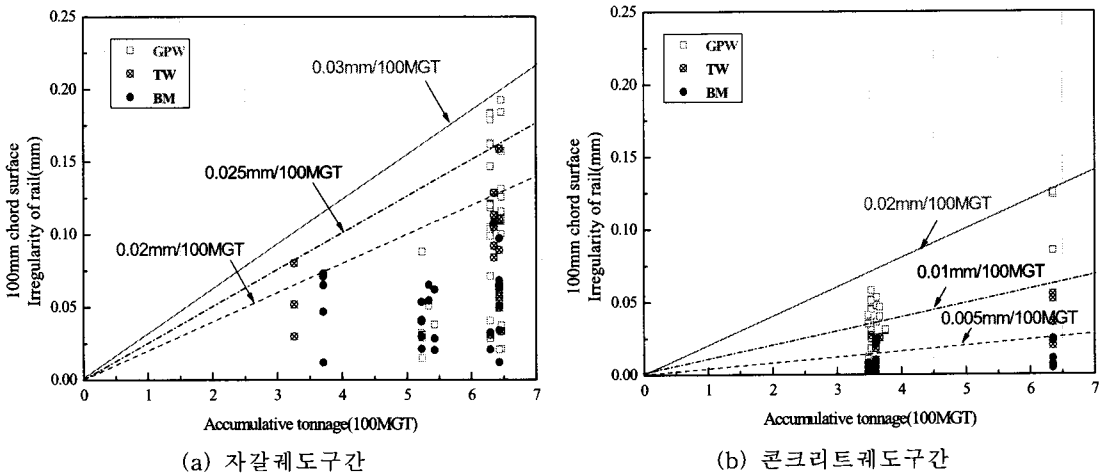 0.25
0.20
0.15
0.10
0.05
0.00
100mm chord surface
Irregularity of rail(mm)
GPW
TW
BM
0.03mm/100MGT
0.025mm/100MGT
0.02mm/100MGT
0 1 2 3 4 5 6 7
Accumulative tonnage(100MGT)
(a) 자갈궤도구간
0.25
0.20
0.15
0.10
0.05
0.00
100mm chord surface
Irregularity of rail(mm)
GPW
TW
BM
0.02mm/100MGT
0.01mm/100MGT
0.005mm/100MGT
0 1 2 3 4 5 6 7
Accumulative tonnage(100MGT)
(b) 콘크리트궤도구간